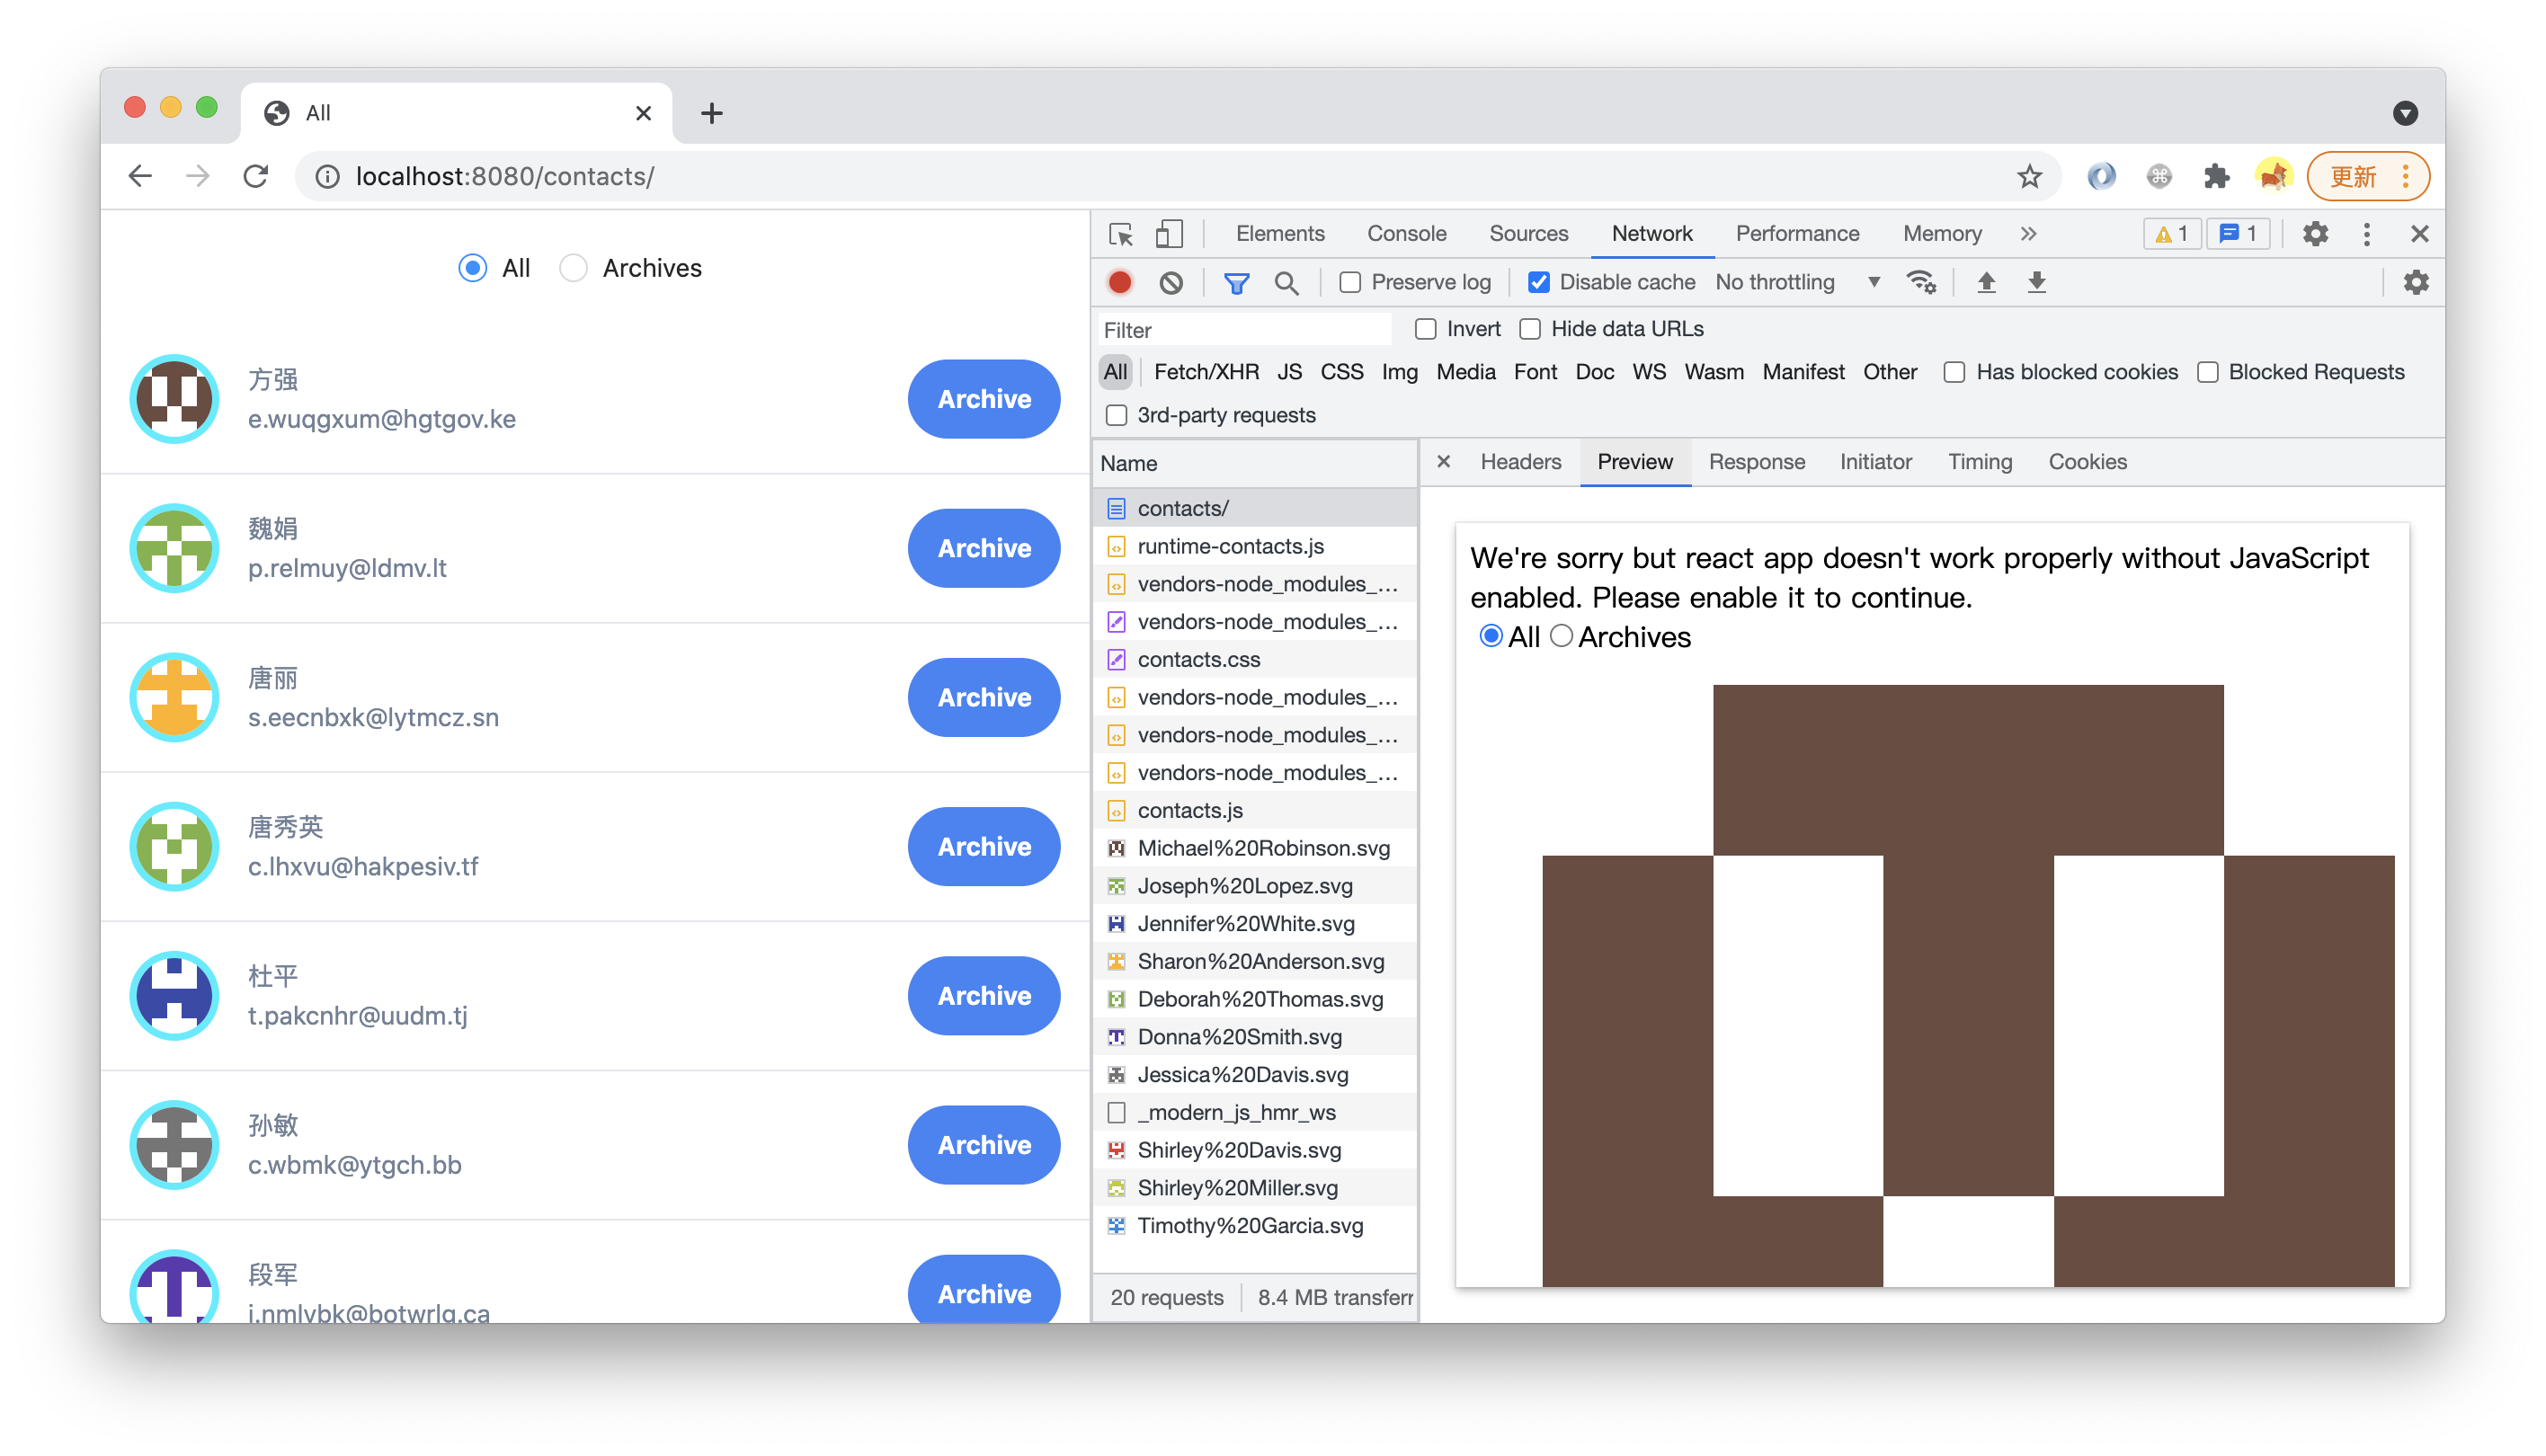 All
localhost:8080/contacts/
更新
All Archives
方强
e.wuqgxum@hgtgov.ke
Archive
魏娟
p.relmuy@ldmv.lt
Archive
唐丽
s.eecnbxk@lytmcz.sn
Archive
唐秀英
c.lhxvu@hakpesiv.tf
Archive
杜平
t.pakcnhr@uudm.tj
Archive
孙敏
c.wbmk@ytgch.bb
Archive
段军
i.nmlvbk@botwrlg.ca
Archive
Elements Console Sources Network Performance Memory 1 1
Preserve log Disable cache No throttling
Filter Invert Hide data URLs
All Fetch/XHR JS CSS Img Media Font Doc WS Wasm Manifest Other Has blocked cookies Blocked Requests
3rd-party requests
Name
contacts/
runtime-contacts.js
vendors-node_modules_...
vendors-node_modules_...
contacts.css
vendors-node_modules_...
vendors-node_modules_...
vendors-node_modules_...
contacts.js
Michael%20Robinson.svg
Joseph%20Lopez.svg
Jennifer%20White.svg
Sharon%20Anderson.svg
Deborah%20Thomas.svg
Donna%20Smith.svg
Jessica%20Davis.svg
_modern_js_hmr_ws
Shirley%20Davis.svg
Shirley%20Miller.svg
Timothy%20Garcia.svg
20 requests 8.4 MB transferr
Headers Preview Response Initiator Timing Cookies
We're sorry but react app doesn't work properly without JavaScript
enabled. Please enable it to continue.
All Archives